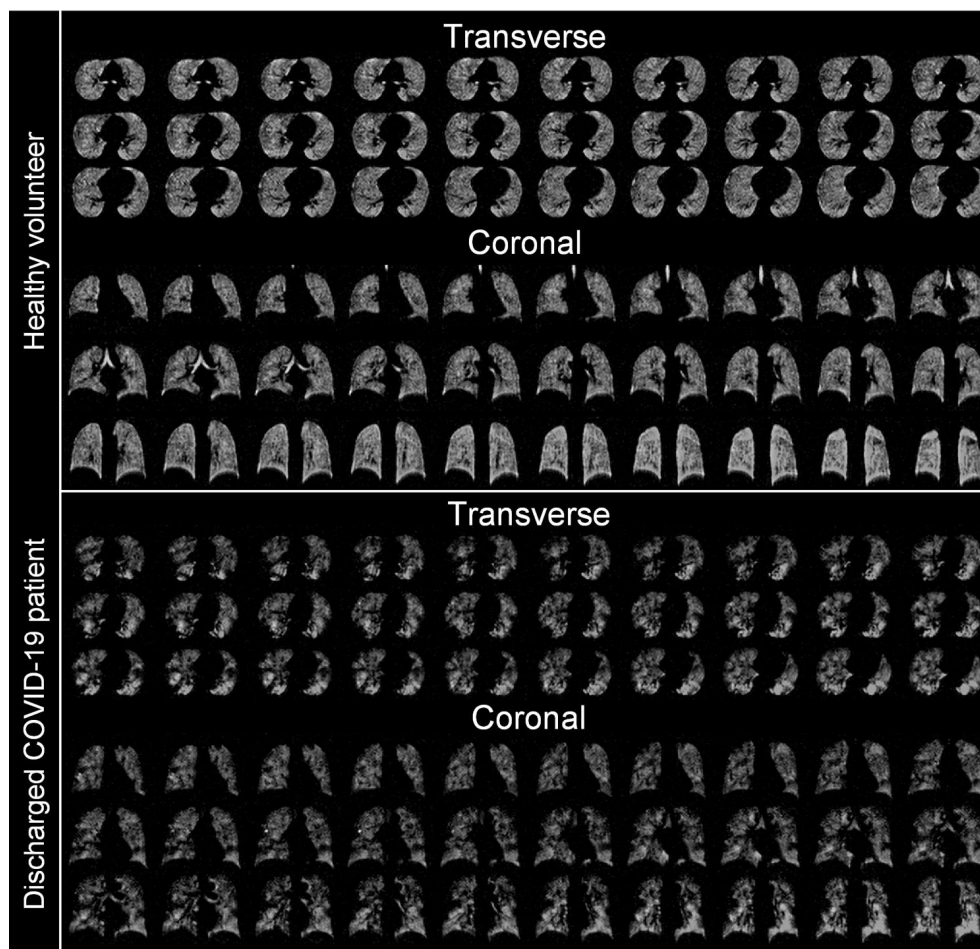 Healthy volunteer
Transverse
Coronal
Discharged COVID-19 patient
Transverse
Coronal